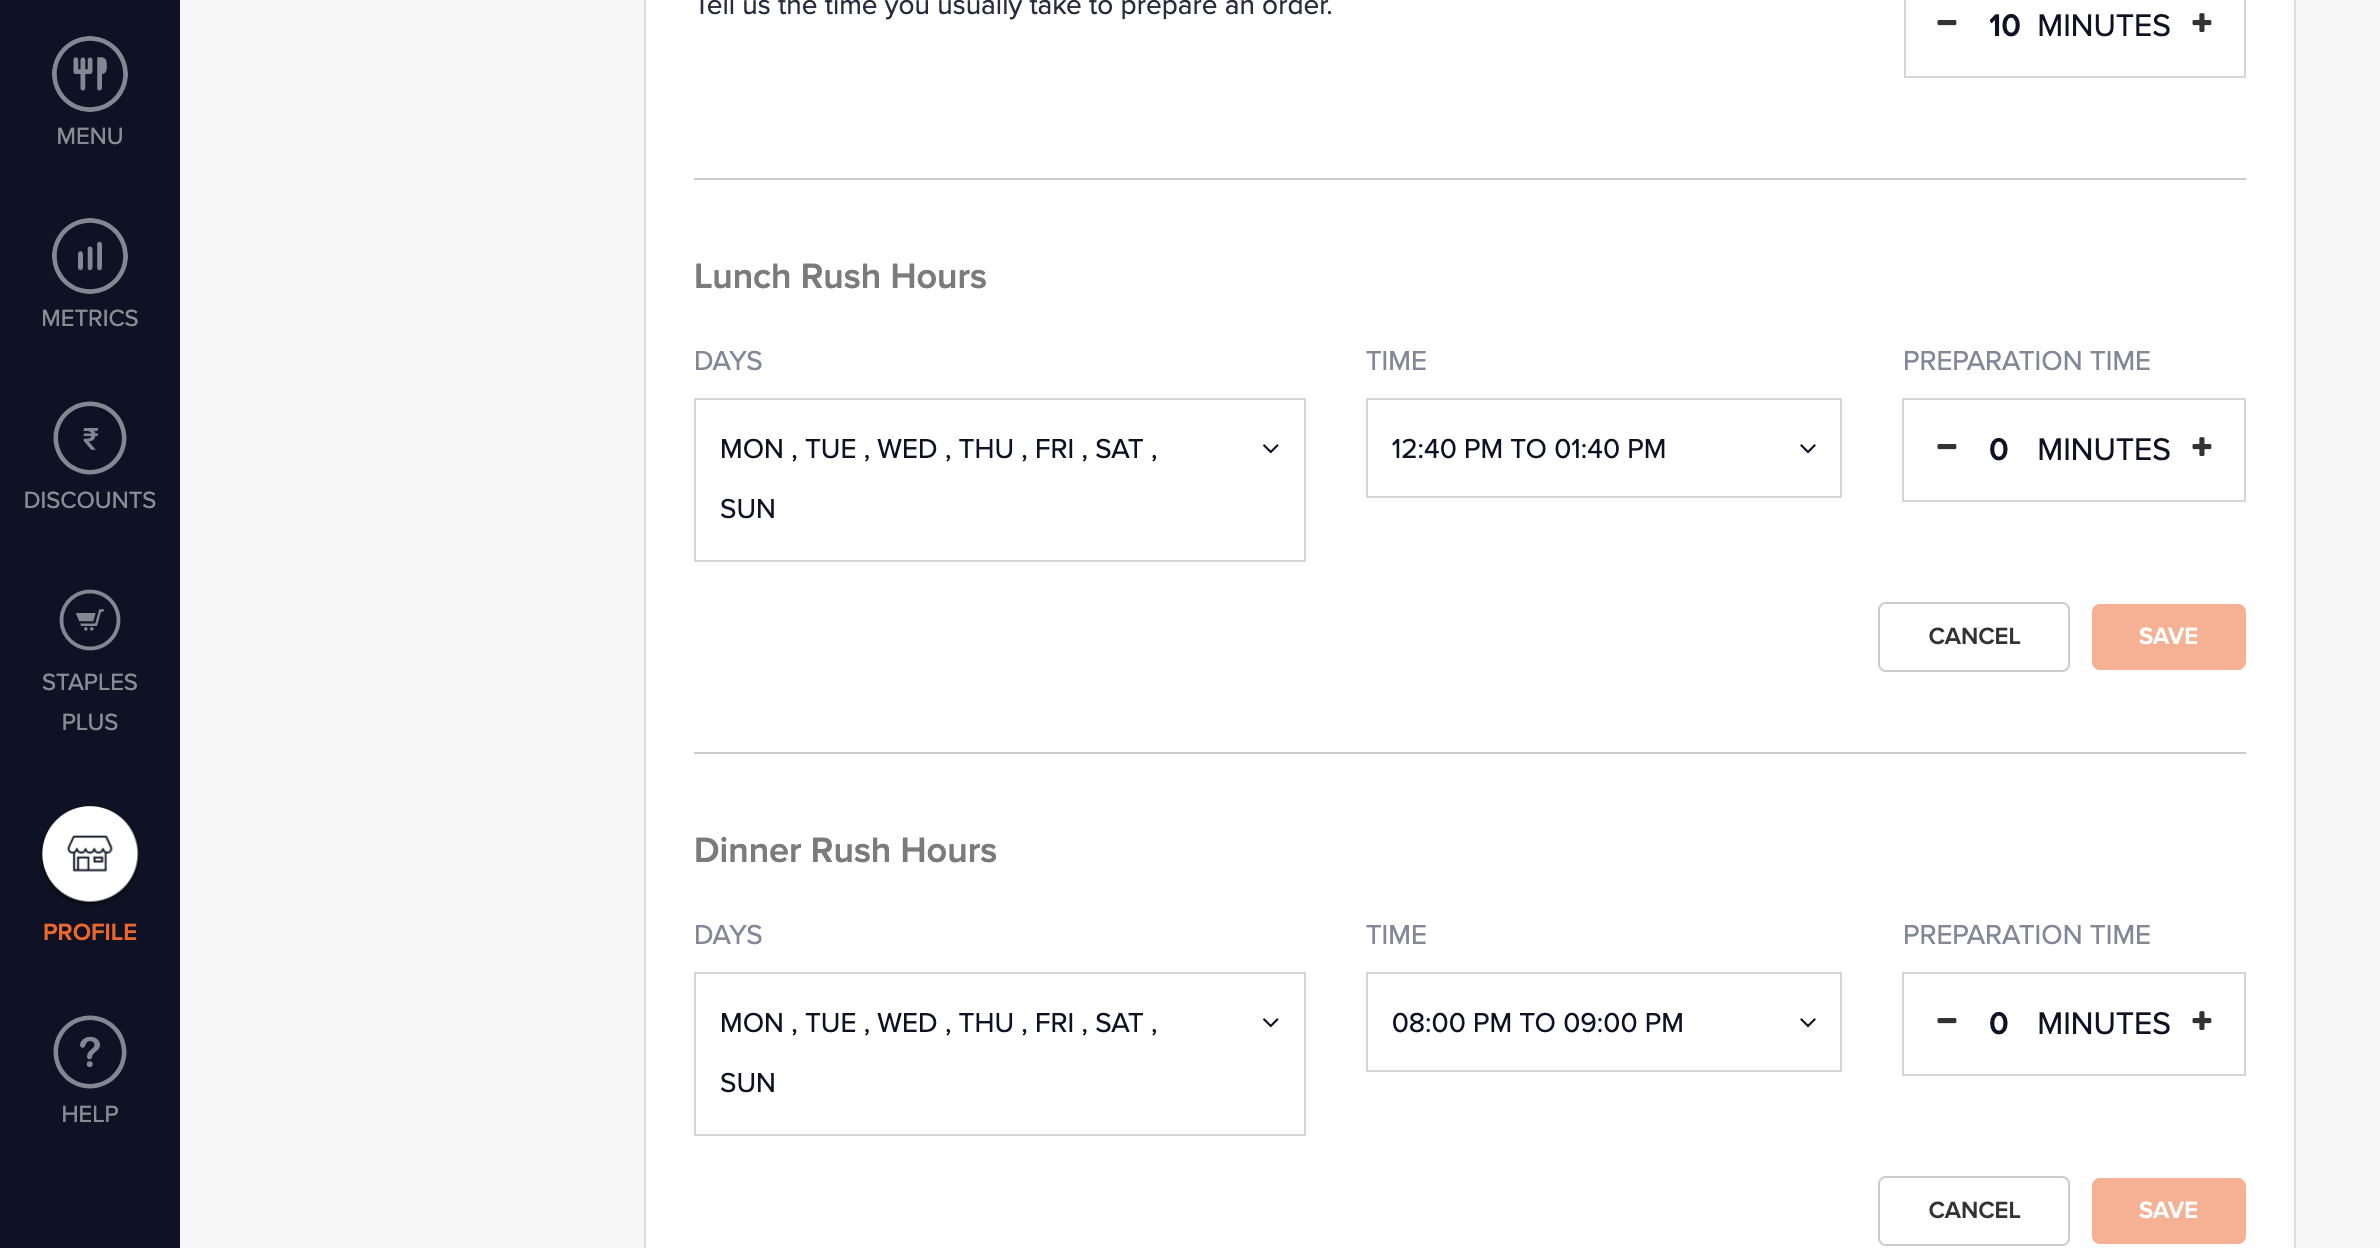 MENU
METRICS
₹
DISCOUNTS
STAPLES
PLUS
PROFILE
?
HELP
Tell us the time you usually take to prepare an order.
− 10 MINUTES +
Lunch Rush Hours
DAYS
TIME
PREPARATION TIME
MON , TUE , WED , THU , FRI , SAT ,
SUN
12:40 PM TO 01:40 PM
− 0 MINUTES +
CANCEL
SAVE
Dinner Rush Hours
DAYS
TIME
PREPARATION TIME
MON , TUE , WED , THU , FRI , SAT ,
SUN
08:00 PM TO 09:00 PM
− 0 MINUTES +
CANCEL
SAVE